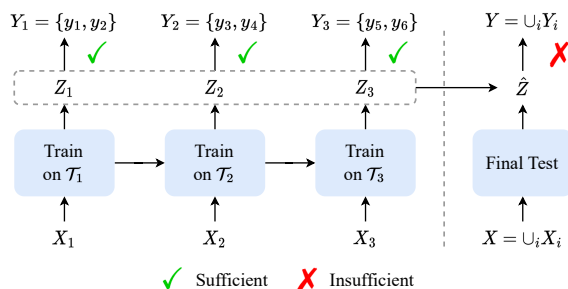 Y₁ = {y₁, y₂} Y₂ = {y₃, y₄} Y₃ = {y₅, y₆} Y = ∪ᵢYᵢ
Z₁ Z₂ Z₃ Ẑ
Train on 𝒯₁ Train on 𝒯₂ Train on 𝒯₃ Final Test
X₁ X₂ X₃ X = ∪ᵢXᵢ
Sufficient Insufficient